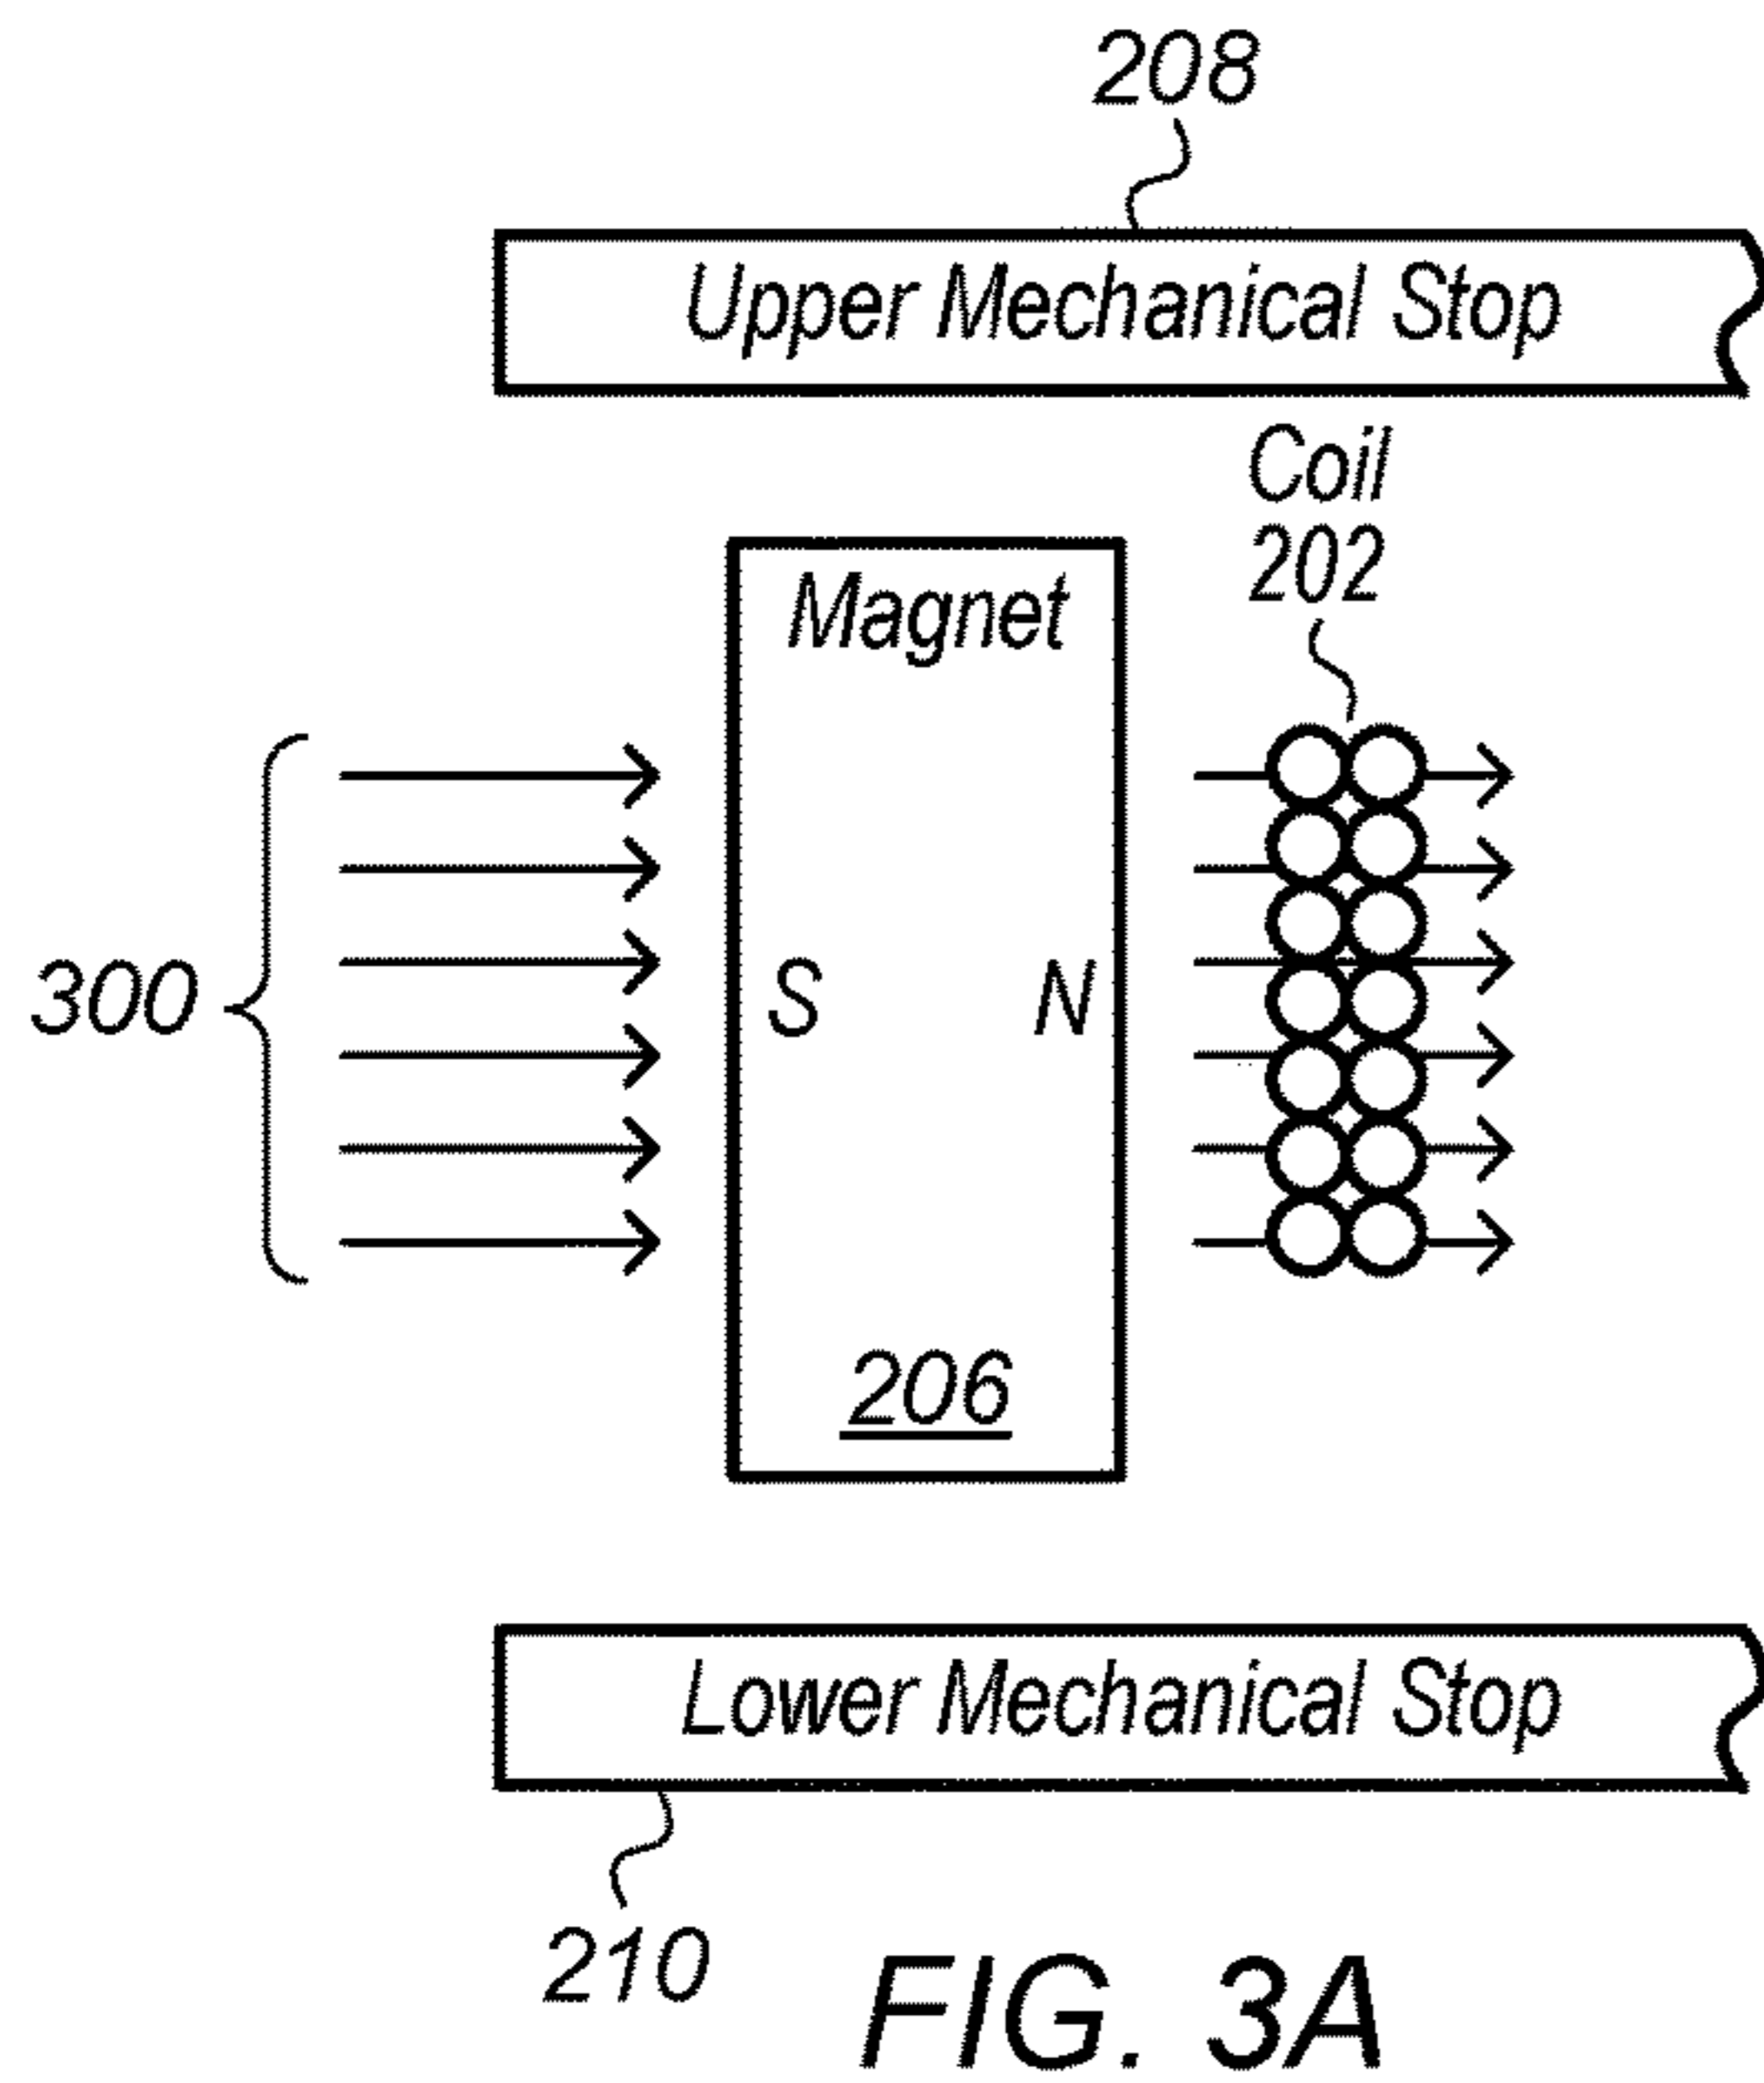 208
Upper Mechanical Stop
Coil
202
Magnet
300
S
N
206
Lower Mechanical Stop
210
FIG. 3A